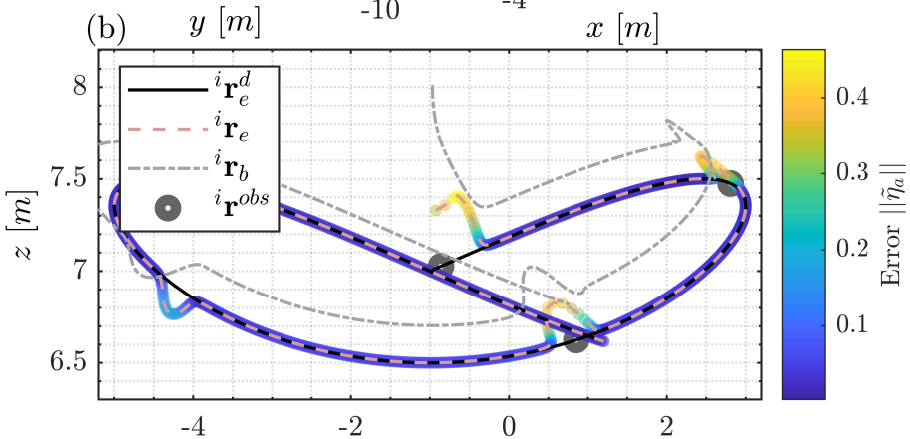 -10
-4
y [m]
x [m]
(b)
8
7.5
7
6.5
z [m]
-4
-2
0
2
ⁱr_e^d
ⁱr_e
ⁱr_b
ⁱr^{obs}
0.4
0.3
0.2
0.1
Error ||η̃_a||